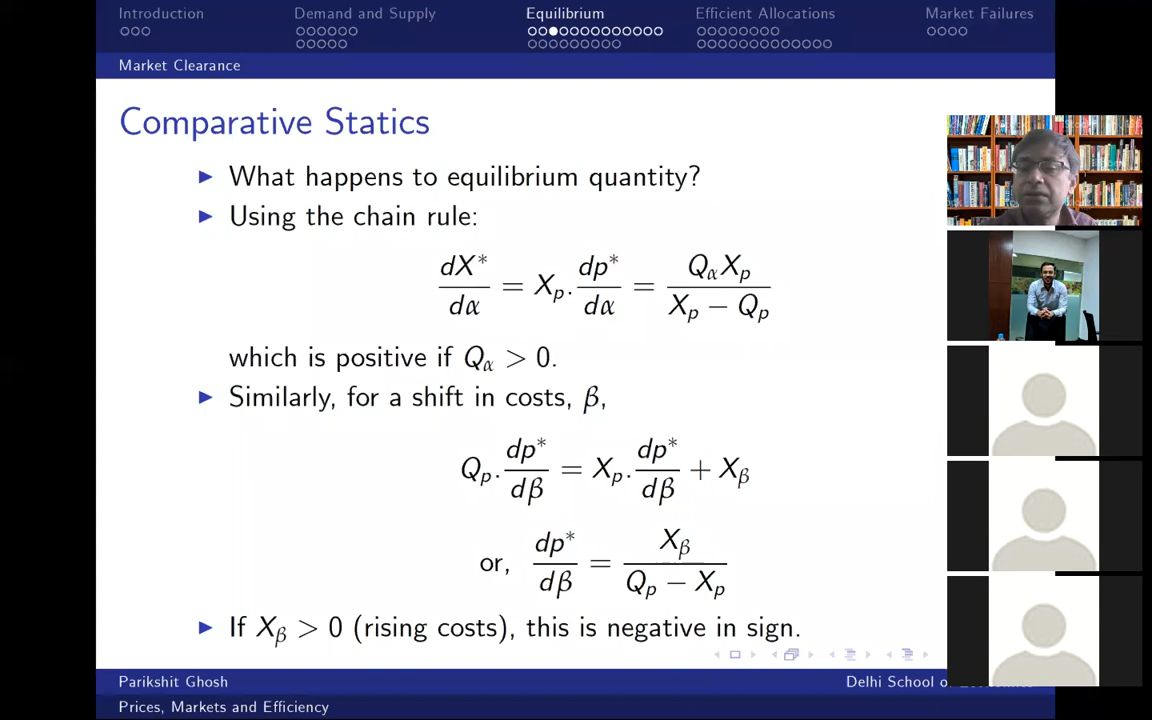 Introduction Demand and Supply Equilibrium Efficient Allocations Market Failures
Market Clearance
Comparative Statics
What happens to equilibrium quantity?
Using the chain rule:
dX*/dα = X_p . dp*/dα = Q_α X_p / (X_p − Q_p)
which is positive if Q_α > 0.
Similarly, for a shift in costs, β,
Q_p . dp*/dβ = X_p . dp*/dβ + X_β
or, dp*/dβ = X_β / (Q_p − X_p)
If X_β > 0 (rising costs), this is negative in sign.
Parikshit Ghosh Delhi School
Prices, Markets and Efficiency